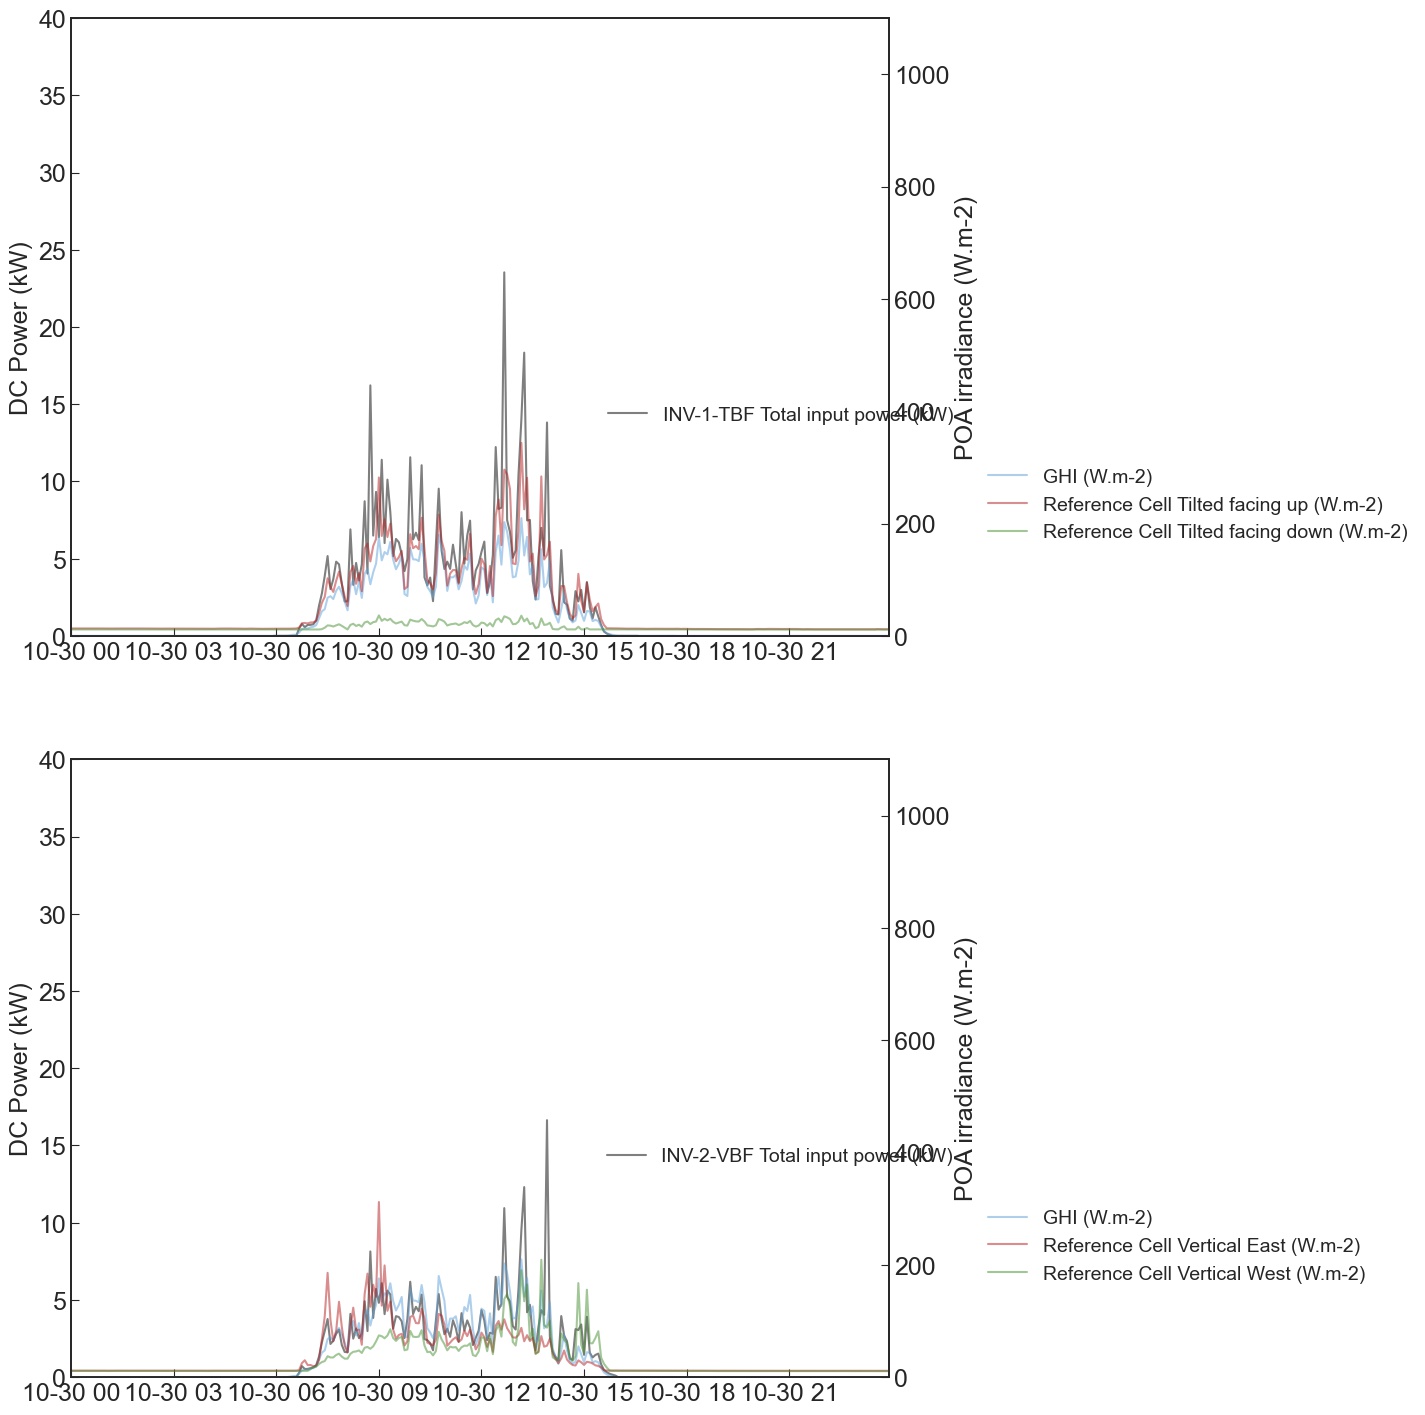 40
35
30
25
20
15
10
5
0
DC Power (kW)
1000
800
600
400
200
0
POA irradiance (W.m-2)
INV-1-TBF Total input power (kW)
GHI (W.m-2)
Reference Cell Tilted facing up (W.m-2)
Reference Cell Tilted facing down (W.m-2)
10-30 00 10-30 03 10-30 06 10-30 09 10-30 12 10-30 15 10-30 18 10-30 21
40
35
30
25
20
15
10
5
0
DC Power (kW)
1000
800
600
400
200
0
POA irradiance (W.m-2)
INV-2-VBF Total input power (kW)
GHI (W.m-2)
Reference Cell Vertical East (W.m-2)
Reference Cell Vertical West (W.m-2)
10-30 00 10-30 03 10-30 06 10-30 09 10-30 12 10-30 15 10-30 18 10-30 21